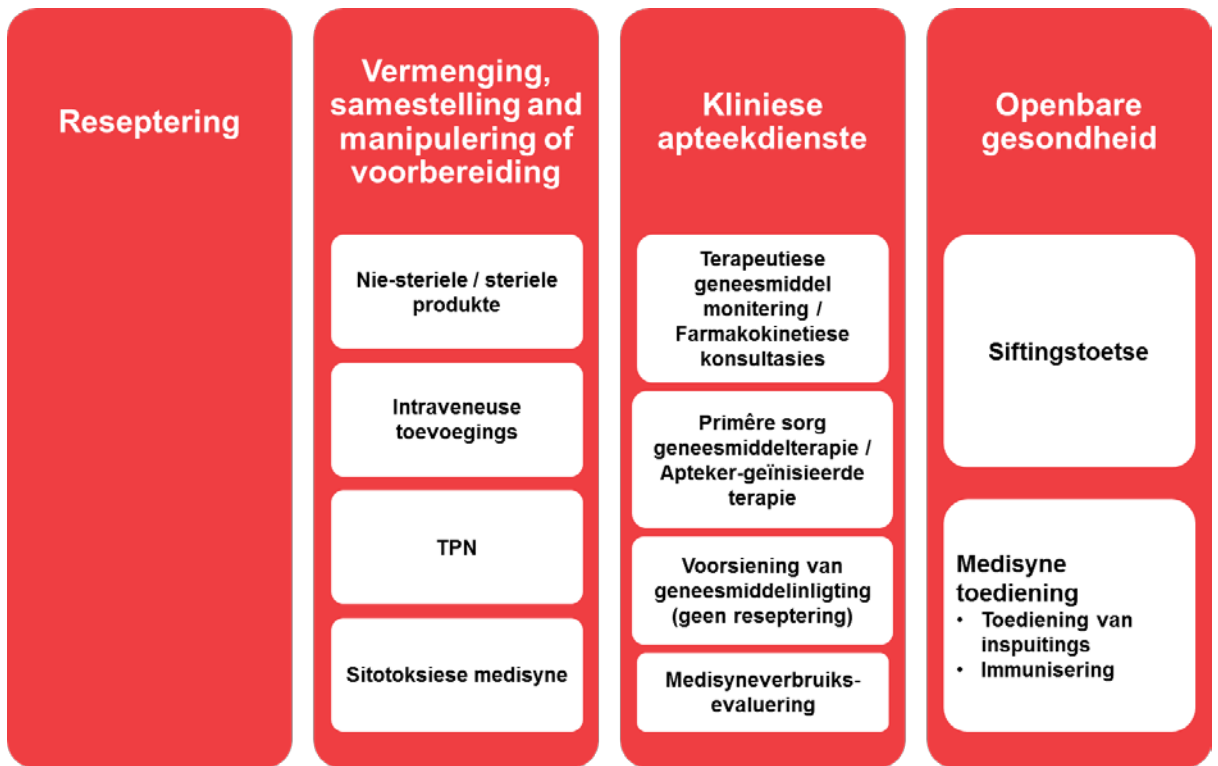 Reseptering
Vermenging,
samestelling and
manipulering of
voorbereiding
Nie-steriele / steriele
produkte
Intraveneuse
toevoegings
TPN
Sitotoksiese medisyne
Kliniese
apteekdienste
Terapeutiese
geneesmiddel
monitering /
Farmakokinetiese
konsultasies
Primêre sorg
geneesmiddelterapie /
Apteker-geïnisieerde
terapie
Voorsiening van
geneesmiddelinligting
(geen reseptering)
Medisyneverbruiks-
evaluering
Openbare
gesondheid
Siftingstoetse
Medisyne
toediening
• Toediening van
inspuitings
• Immunisering